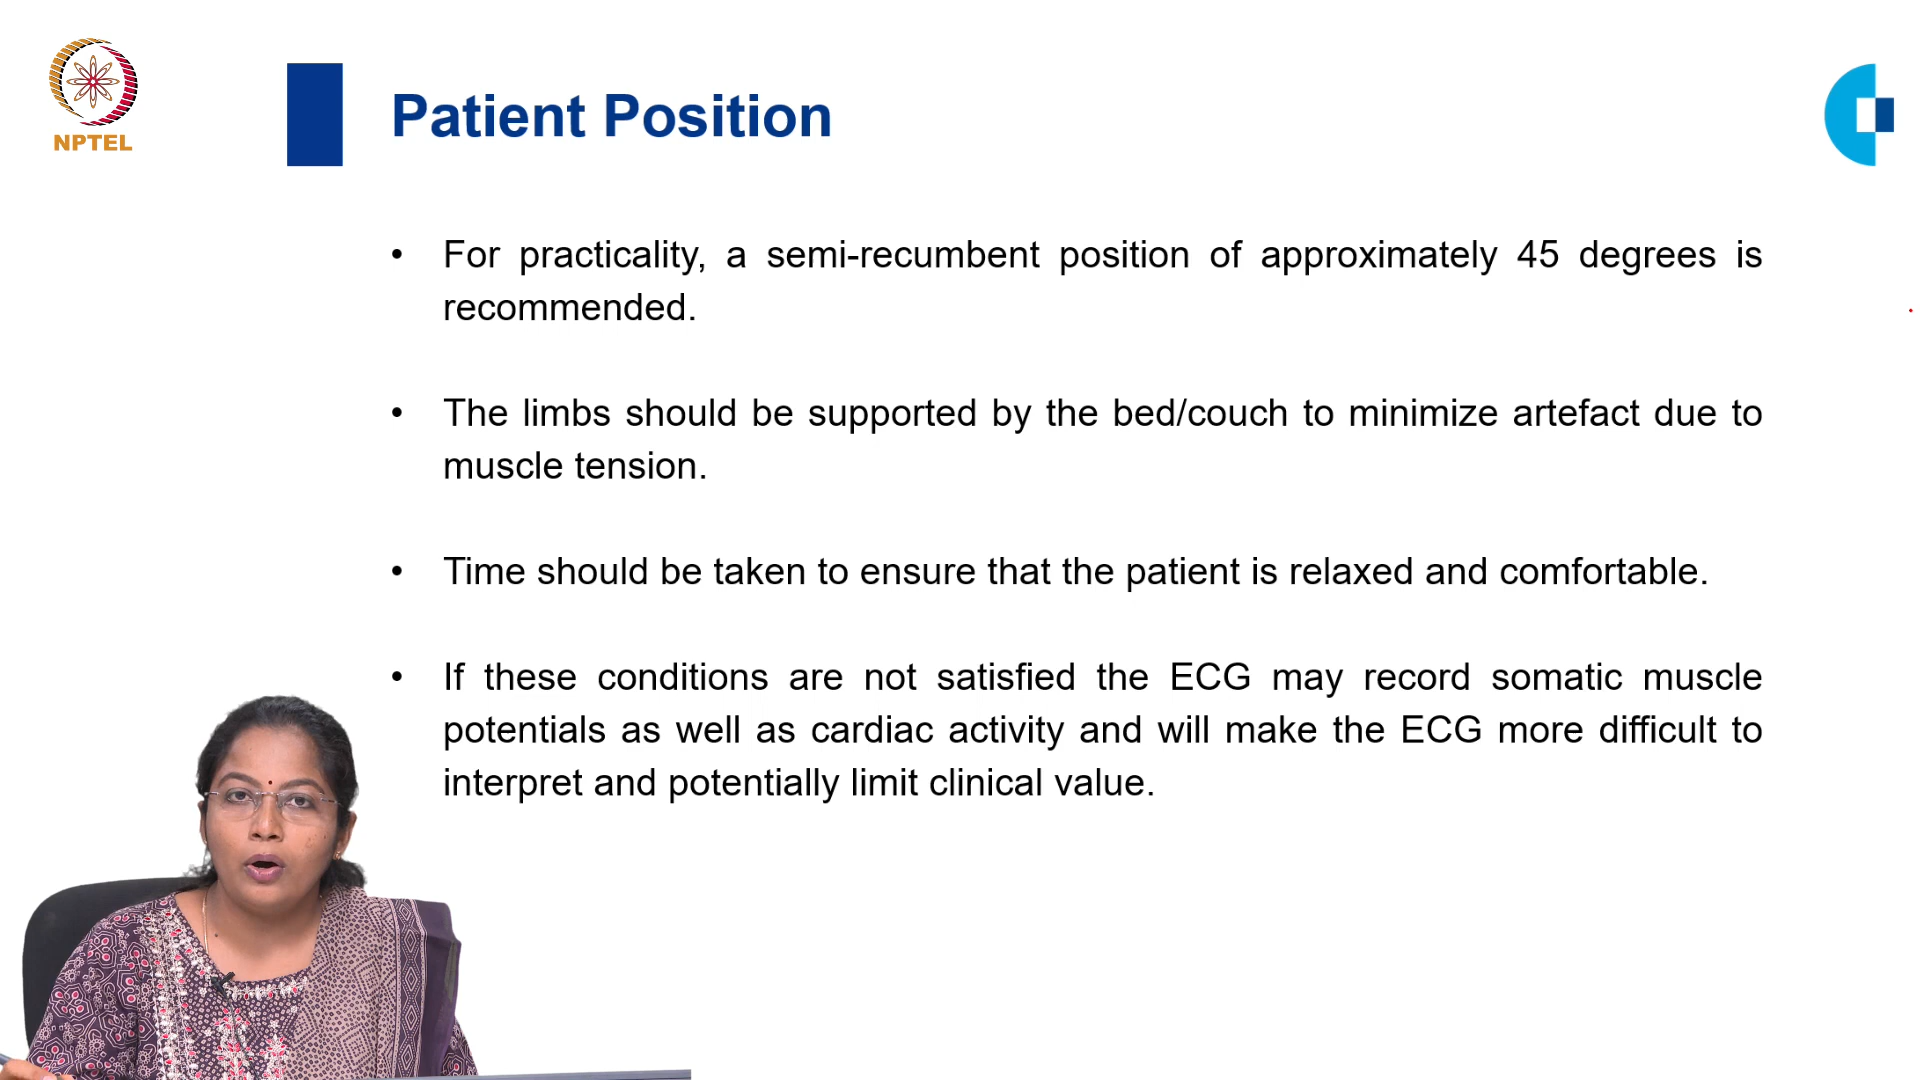 NPTEL
Patient Position
• For practicality, a semi-recumbent position of approximately 45 degrees is
recommended.
• The limbs should be supported by the bed/couch to minimize artefact due to
muscle tension.
• Time should be taken to ensure that the patient is relaxed and comfortable.
• If these conditions are not satisfied the ECG may record somatic muscle
potentials as well as cardiac activity and will make the ECG more difficult to
interpret and potentially limit clinical value.